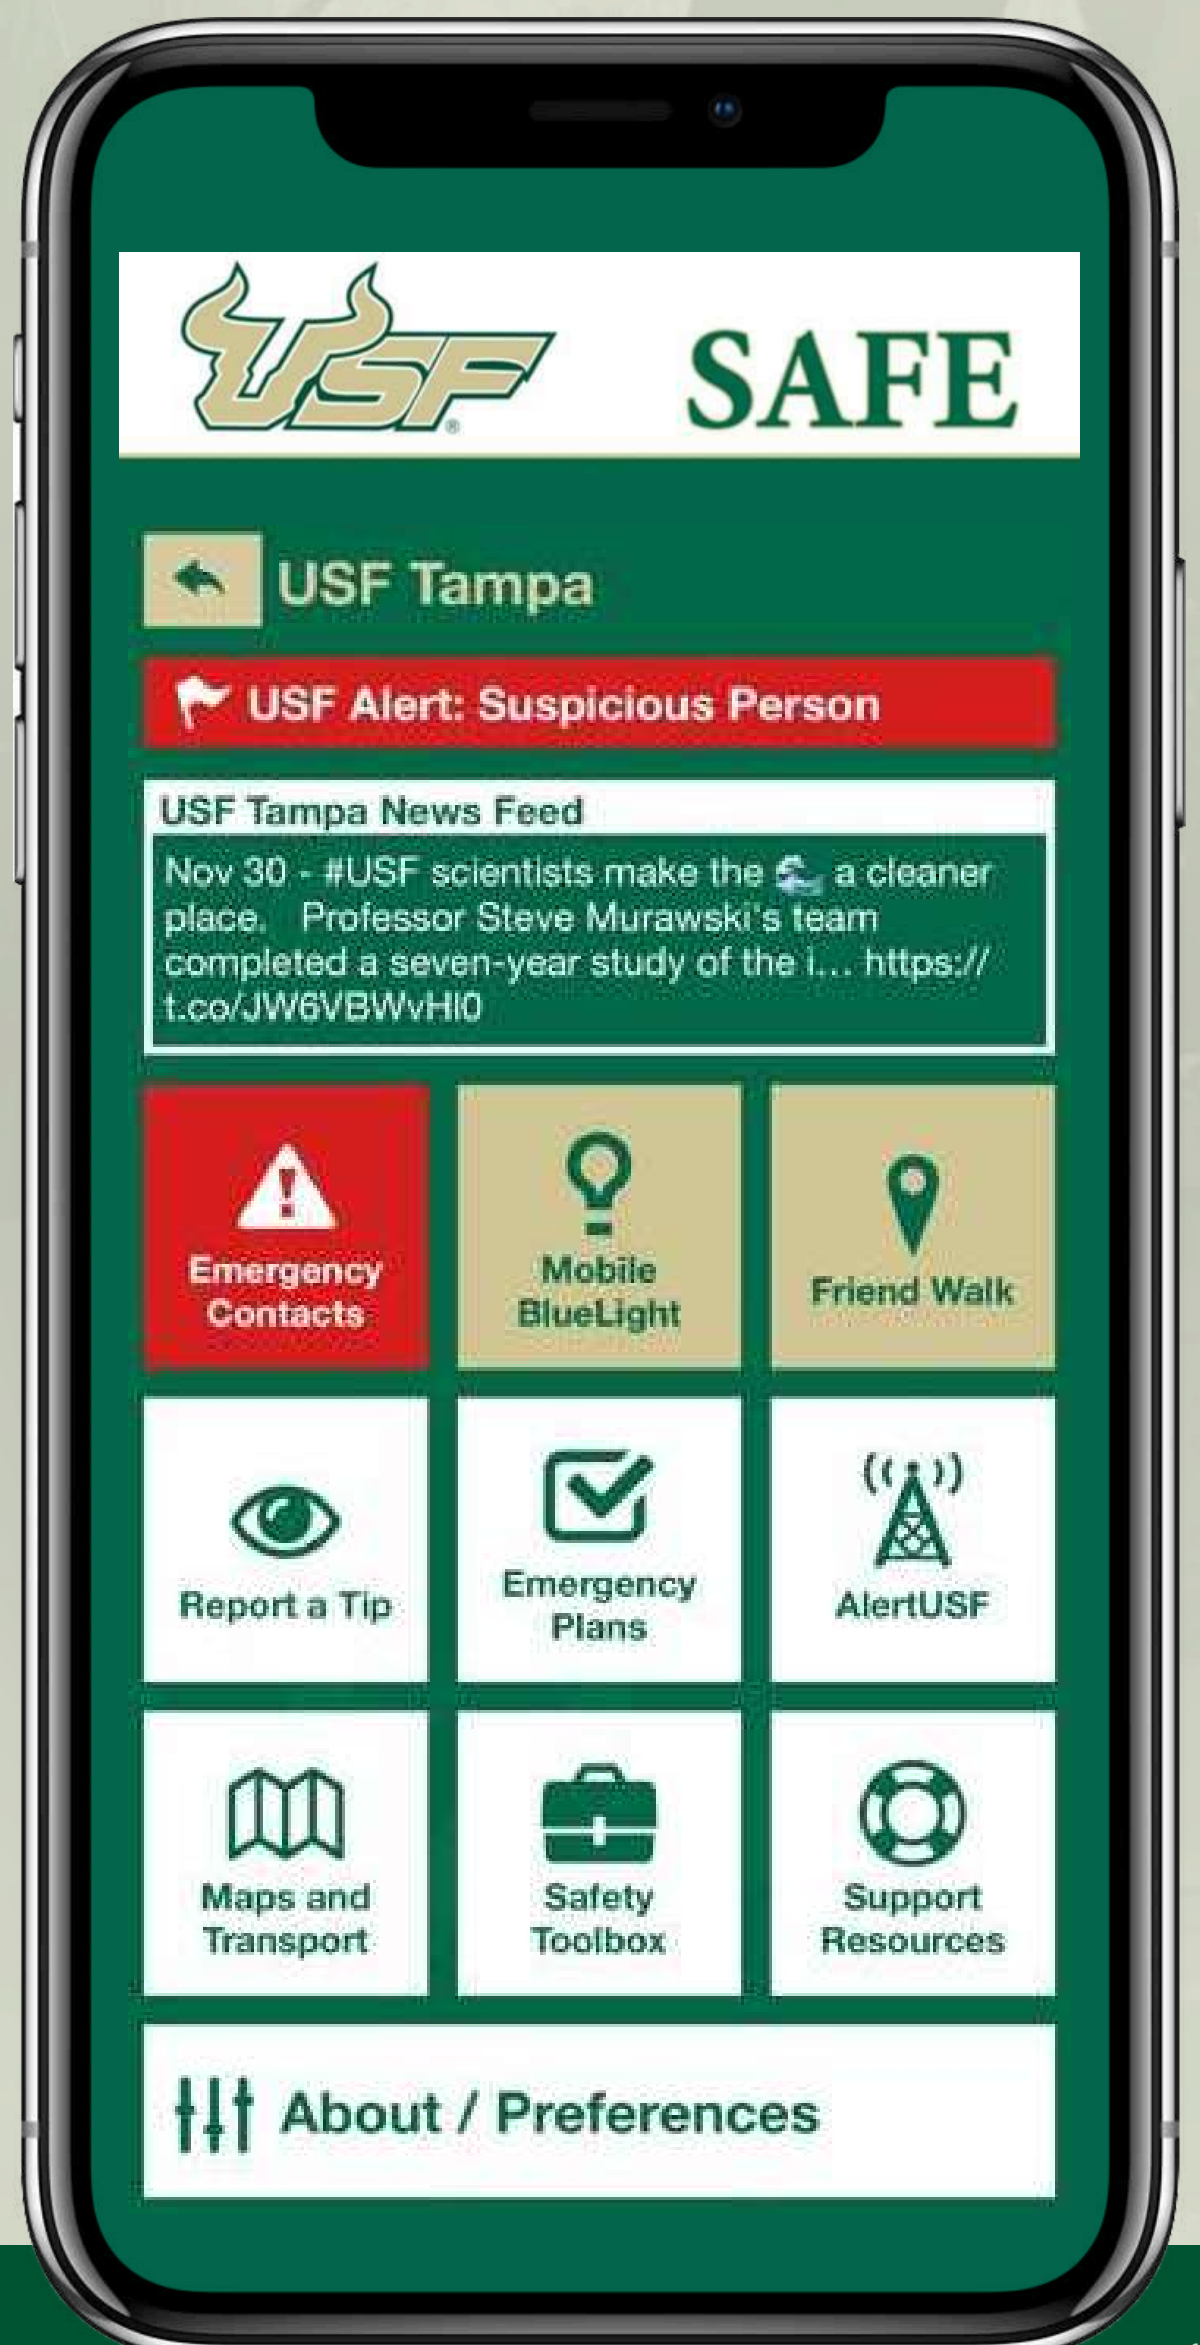 USF ® SAFE
USF Tampa
USF Alert: Suspicious Person
USF Tampa News Feed
Nov 30 - #USF scientists make the 🌊 a cleaner
place. Professor Steve Murawski's team
completed a seven-year study of the i... https://
t.co/JW6VBWvHI0
Emergency
Contacts
Mobile
BlueLight
Friend Walk
Report a Tip
Emergency
Plans
AlertUSF
Maps and
Transport
Safety
Toolbox
Support
Resources
About / Preferences